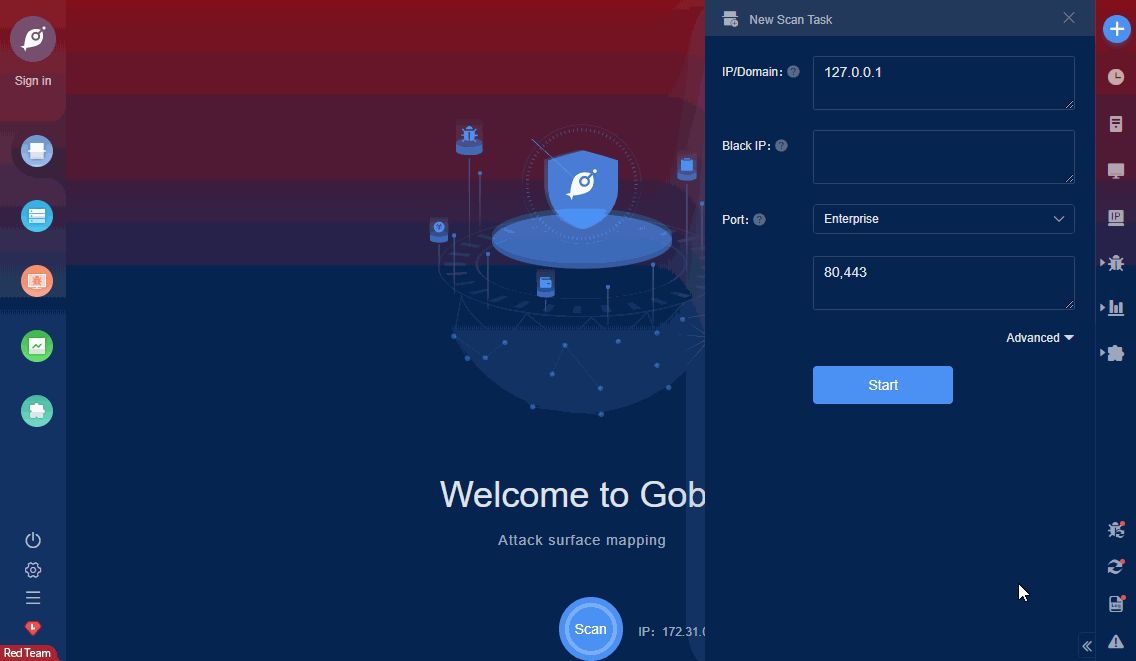 Sign in
Red Team
Welcome to Gob
Attack surface mapping
Scan
IP: 172.31.0
New Scan Task
IP/Domain: ?
127.0.0.1
Black IP: ?
Port: ?
Enterprise
80,443
Advanced
Start
IP